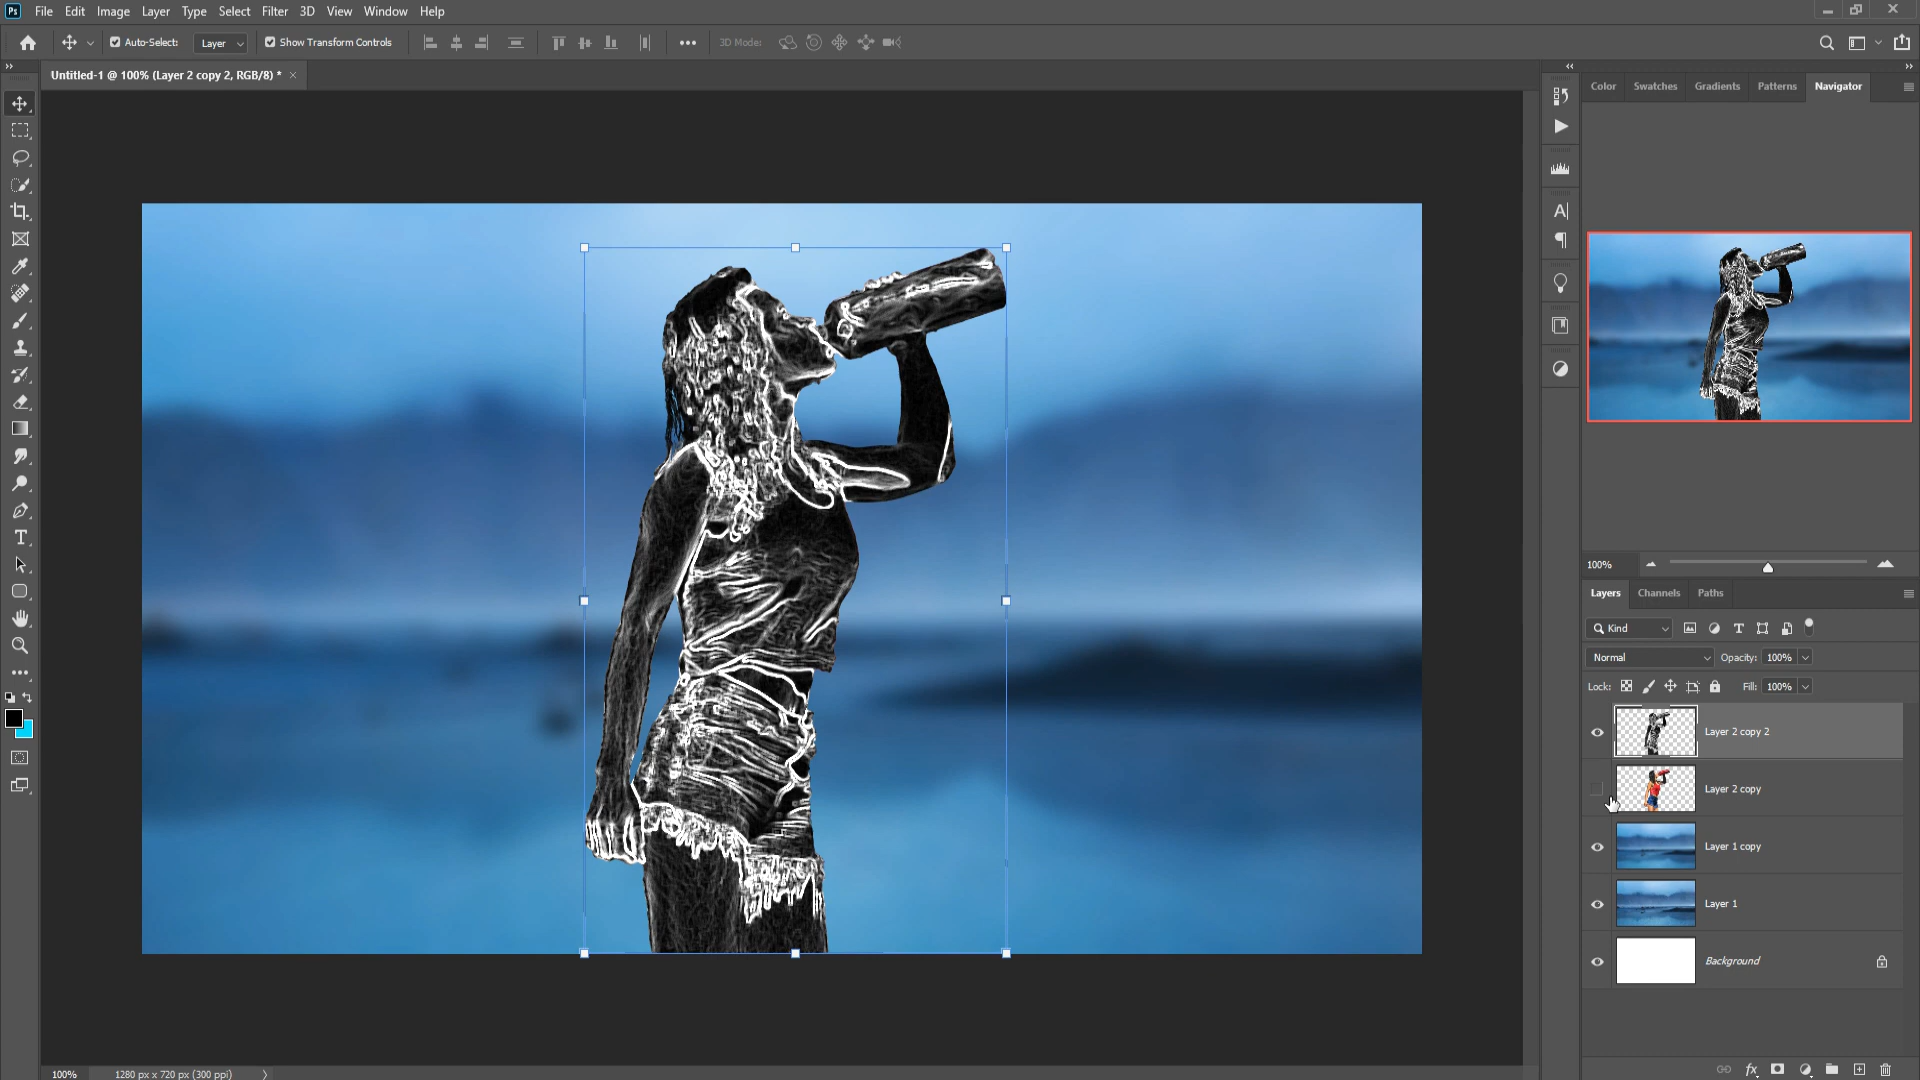 Ps File Edit Image Layer Type Select Filter 3D View Window Help
Auto-Select: Layer Show Transform Controls 3D Mode:
Untitled-1 @ 100% (Layer 2 copy 2, RGB/8) *
Color Swatches Gradients Patterns Navigator
100%
Layers Channels Paths
Kind
Normal Opacity: 100%
Lock: Fill: 100%
Layer 2 copy 2
Layer 2 copy
Layer 1 copy
Layer 1
Background
100% 1280 px x 720 px (300 ppi)